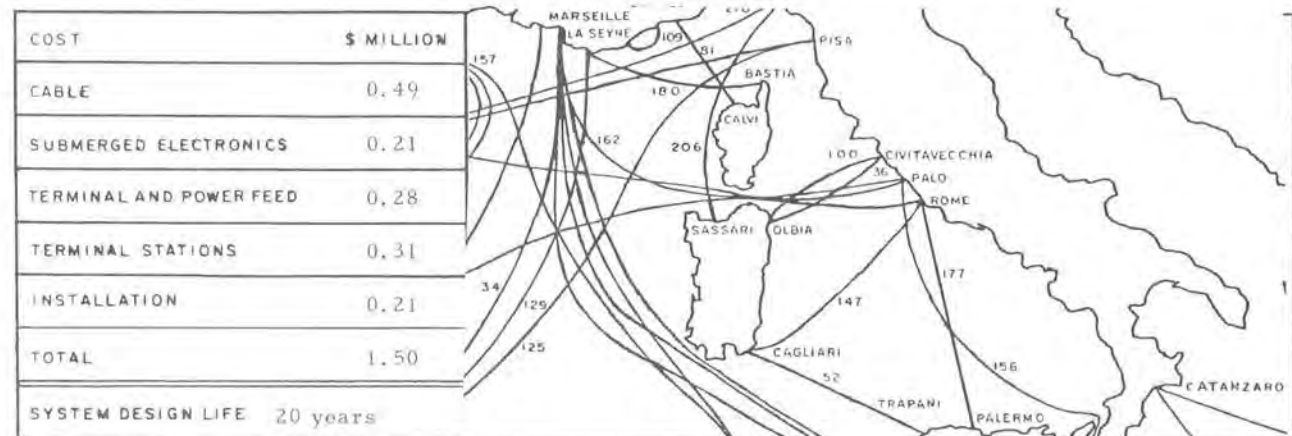 COST $ MILLION
CABLE 0.49
SUBMERGED ELECTRONICS 0.21
TERMINAL AND POWER FEED 0.28
TERMINAL STATIONS 0.31
INSTALLATION 0.21
TOTAL 1.50
SYSTEM DESIGN LIFE 20 years
MARSEILLE
LA SEYNE
109
81
PISA
157
BASTIA
180
CALVI
162
206
100
CIVITAVECCHIA
36
PALO
ROME
SASSARI
OLBIA
177
34
129
147
125
CAGLIARI
52
156
TRAPANI
PALERMO
CATANZARO